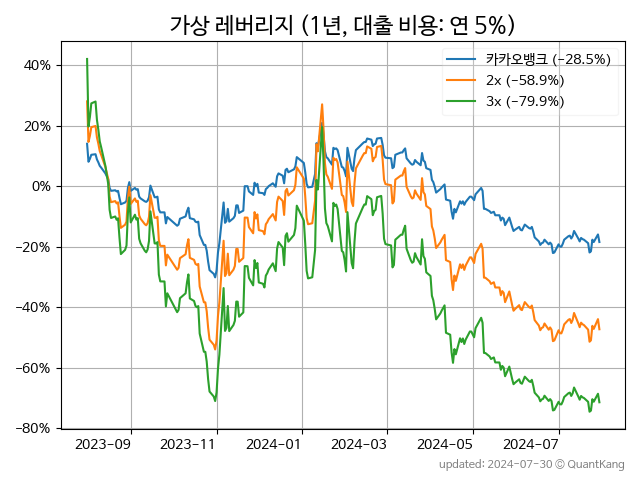 가상 레버리지 (1년, 대출 비용: 연 5%)
카카오뱅크 (−28.5%)
2x (−58.9%)
3x (−79.9%)
40%
20%
0%
−20%
−40%
−60%
−80%
2023-09 2023-11 2024-01 2024-03 2024-05 2024-07
updated: 2024-07-30 © QuantKang